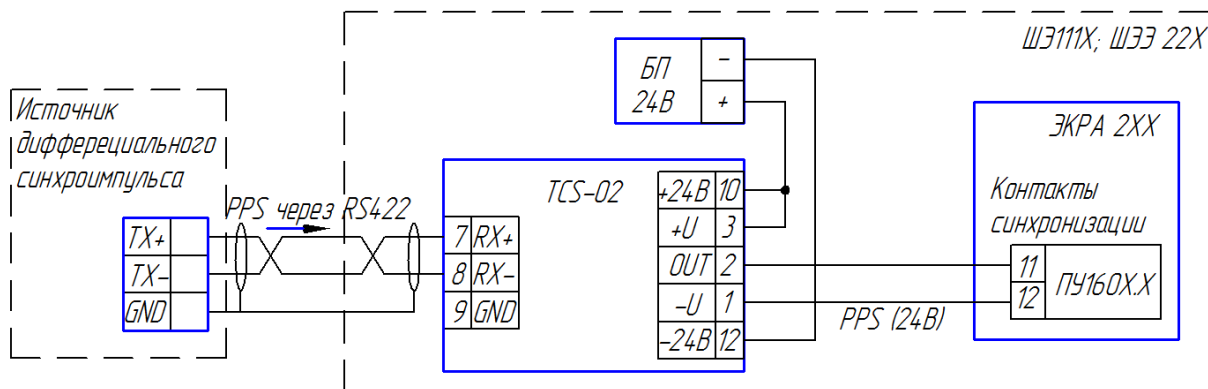 ШЭ111Х; ШЭЭ 22Х
БП
24В
-
+
Источник
дифферециального
синхроимпульса
PPS через RS422
TX+
TX-
GND
TCS-02
7 RX+
8 RX-
9 GND
+24В 10
+U 3
OUT 2
-U 1
-24В 12
PPS (24В)
ЭКРА 2ХХ
Контакты
синхронизации
11
12
ПУ160Х.Х